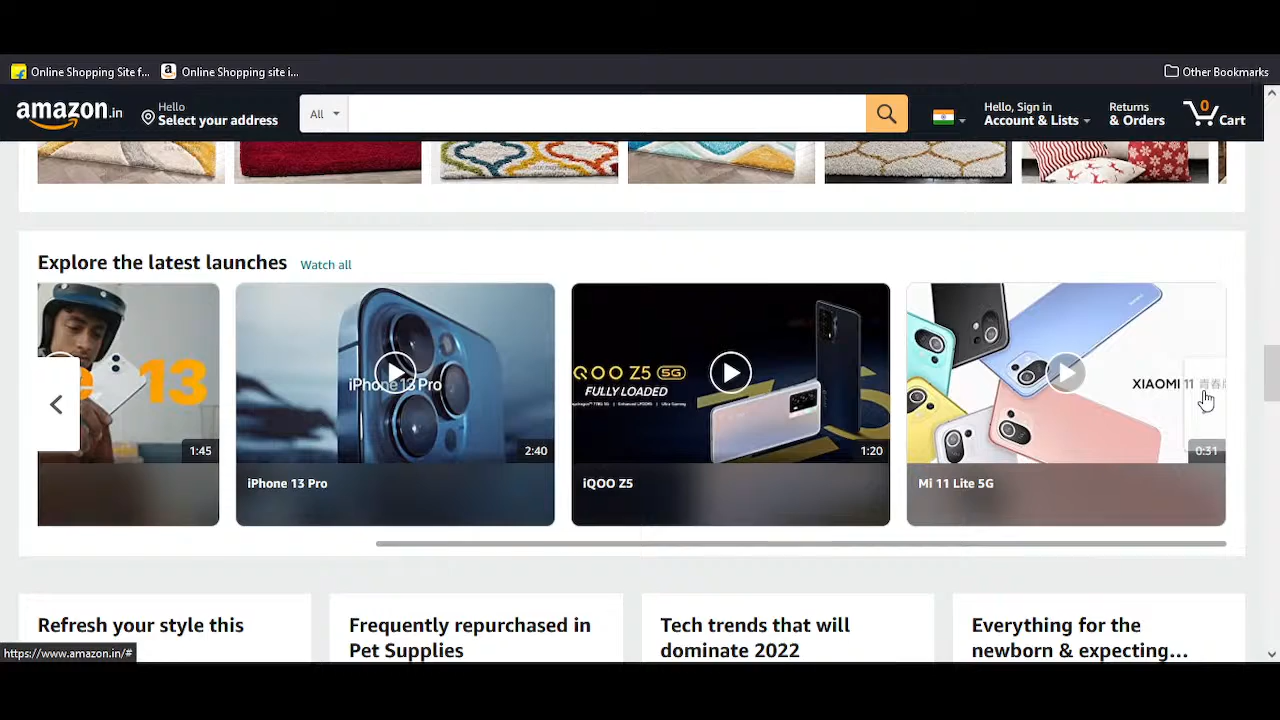 Online Shopping Site f...
Online Shopping site i...
Other Bookmarks
amazon.in
Hello
Select your address
All
Hello, Sign in
Account & Lists
Returns
& Orders
0
Cart
Explore the latest launches
Watch all
13
1:45
iPhone 13 Pro
2:40
iPhone 13 Pro
QOO Z5 5G
FULLY LOADED
1:20
iQOO Z5
XIAOMI 11 青春
0:31
Mi 11 Lite 5G
Refresh your style this
Frequently repurchased in
Pet Supplies
Tech trends that will
dominate 2022
Everything for the
newborn & expecting...
https://www.amazon.in/#